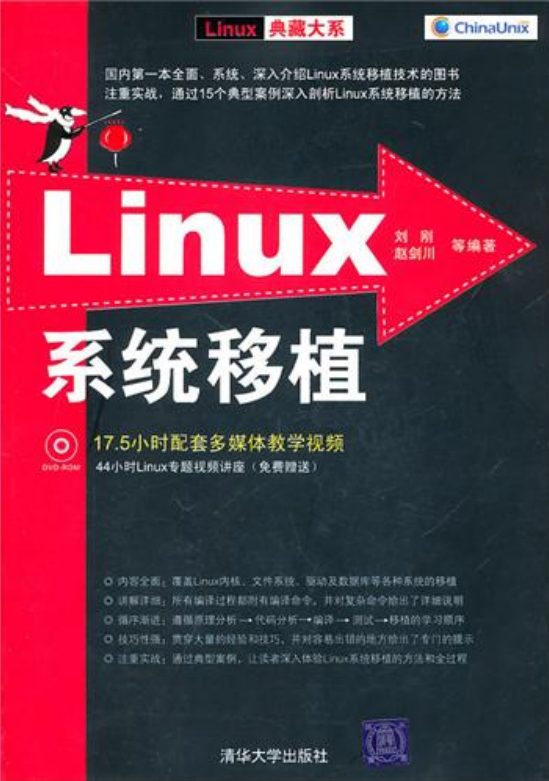 Linux 典藏大系
ChinaUnix
国内第一本全面、系统、深入介绍Linux系统移植技术的图书
注重实战，通过15个典型案例深入剖析Linux系统移植的方法
Linux
刘 刚
赵剑川
等编著
系统移植
DVD-ROM
17.5小时配套多媒体教学视频
44小时Linux专题视频讲座（免费赠送）
◎ 内容全面：覆盖Linux内核、文件系统、驱动及数据库等各种系统的移植
◎ 讲解详细：所有编译过程都附有编译命令，并对复杂命令给出了详细说明
◎ 循序渐进：遵循原理分析→代码分析→编译→测试→移植的学习顺序
◎ 技巧性强：贯穿大量的经验和技巧，并对容易出错的地方给出了专门的提示
◎ 注重实战：通过典型案例，让读者深入体验Linux系统移植的方法和全过程
清华大学出版社